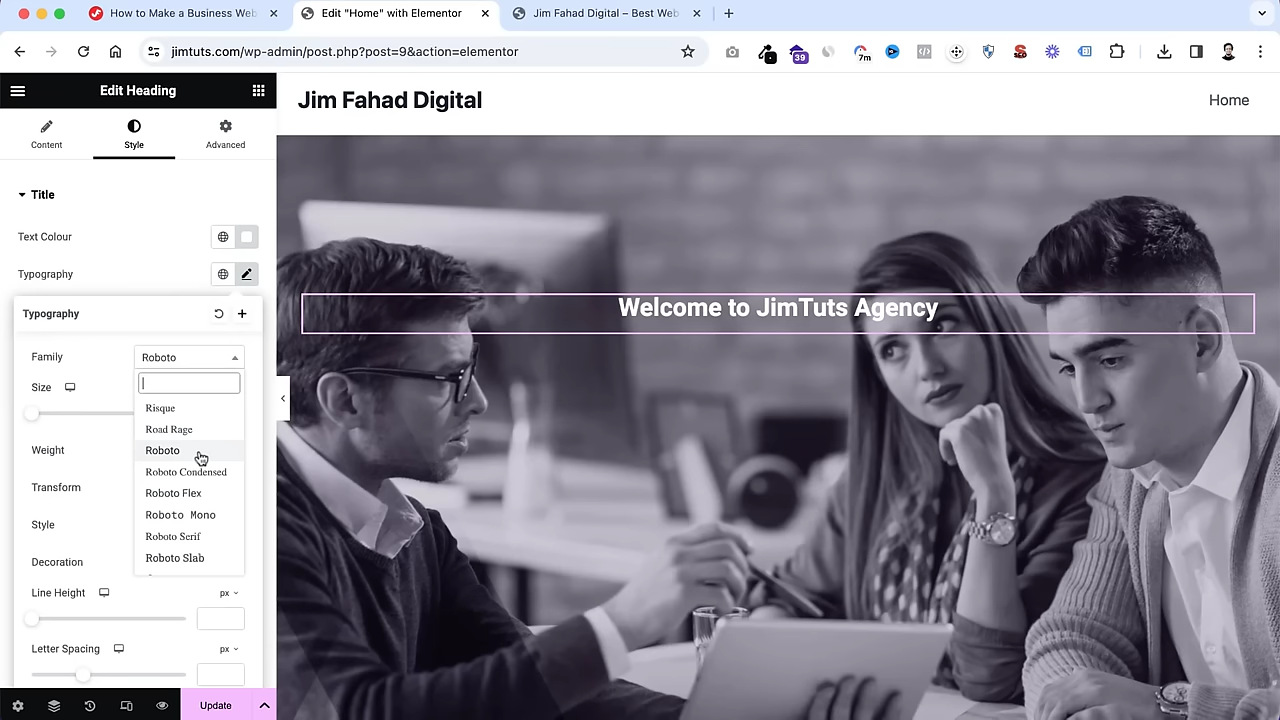 How to Make a Business Web
Edit "Home" with Elementor
Jim Fahad Digital – Best Web
jimtuts.com/wp-admin/post.php?post=9&action=elementor
39
7m
Edit Heading
Jim Fahad Digital
Home
Content
Style
Advanced
Title
Text Colour
Typography
Typography
Family
Roboto
Size
Risque
Road Rage
Roboto
Weight
Roboto Condensed
Transform
Roboto Flex
Roboto Mono
Style
Roboto Serif
Decoration
Roboto Slab
Line Height
px
Letter Spacing
px
Update
Welcome to JimTuts Agency